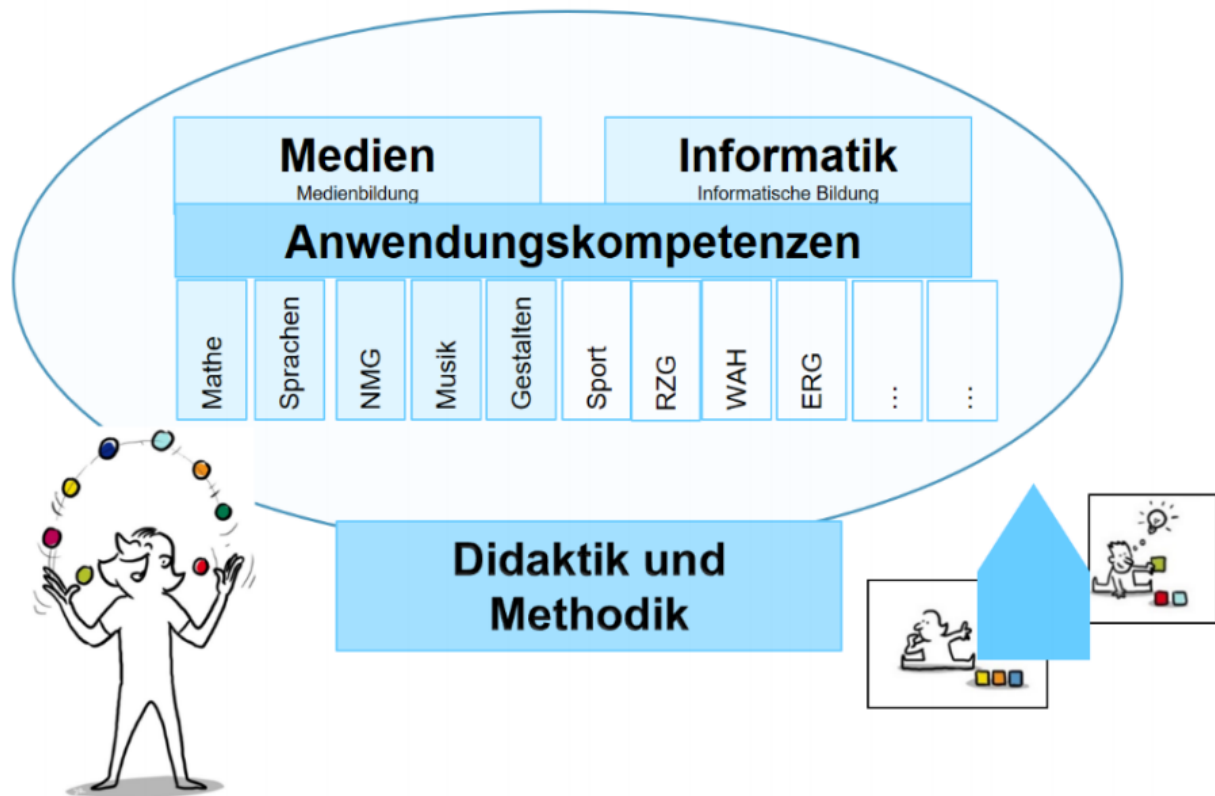 Medien
Medienbildung
Informatik
Informatische Bildung
Anwendungskompetenzen
Mathe
Sprachen
NMG
Musik
Gestalten
Sport
RZG
WAH
ERG
...
...
Didaktik und
Methodik